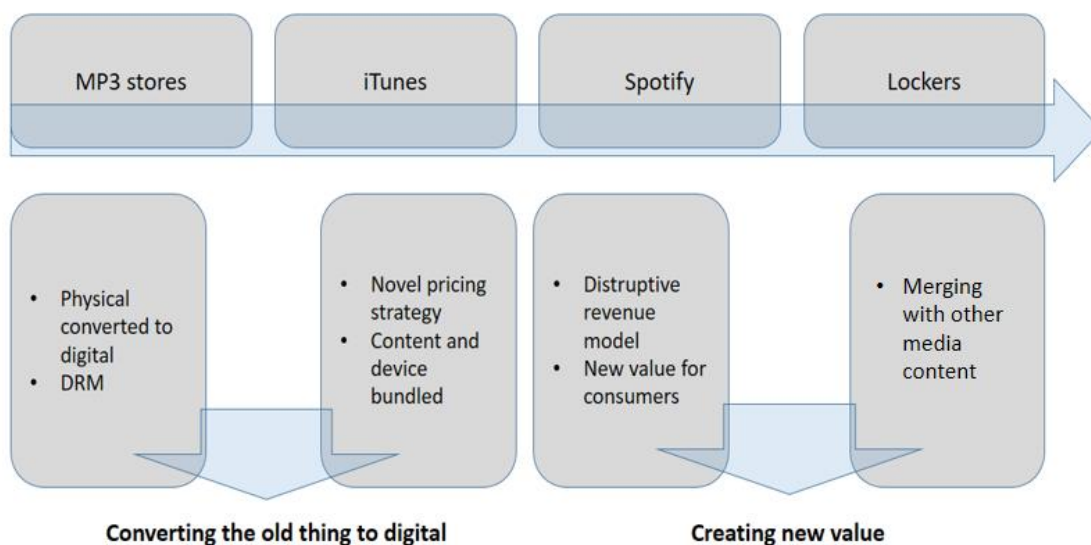 MP3 stores
iTunes
Spotify
Lockers
• Physical
converted to
digital
• DRM
• Novel pricing
strategy
• Content and
device
bundled
• Distruptive
revenue
model
• New value for
consumers
• Merging
with other
media
content
Converting the old thing to digital
Creating new value